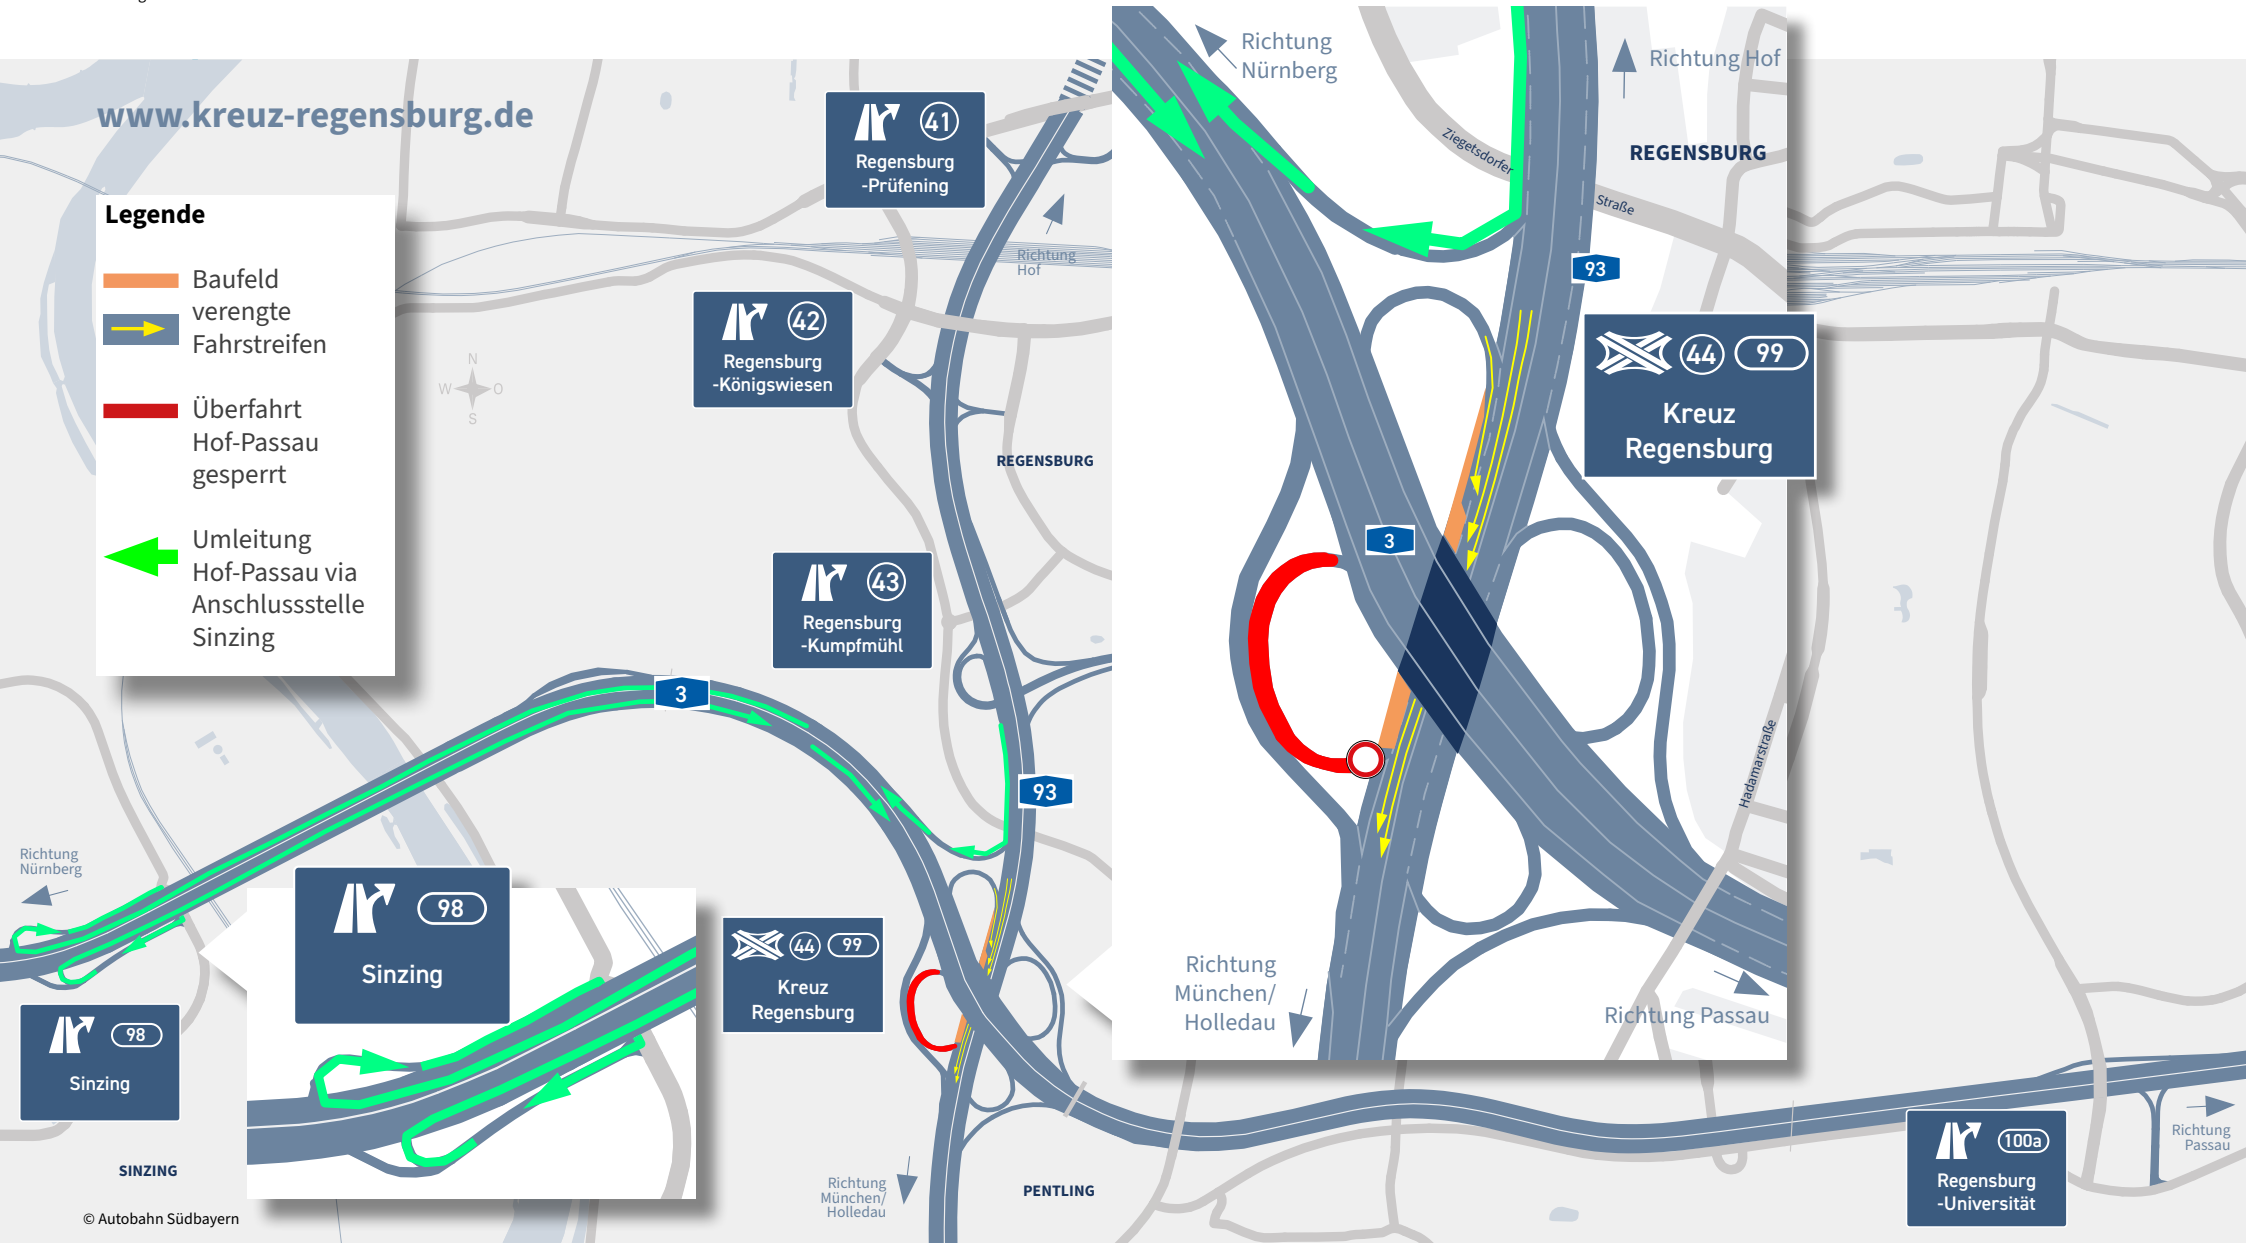 www.kreuz-regensburg.de
Legende
Baufeld
verengte
Fahrstreifen
Überfahrt
Hof-Passau
gesperrt
Umleitung
Hof-Passau via
Anschlussstelle
Sinzing
N
W
O
S
41
Regensburg
-Prüfening
Richtung
Hof
42
Regensburg
-Königswiesen
REGENSBURG
43
Regensburg
-Kumpfmühl
3
93
Richtung
Nürnberg
98
Sinzing
98
Sinzing
SINZING
© Autobahn Südbayern
44
99
Kreuz
Regensburg
Richtung
München/
Holledau
PENTLING
Richtung
Nürnberg
Richtung Hof
Ziegetsdorfer
Straße
REGENSBURG
93
44
99
Kreuz
Regensburg
3
Hadamarstraße
Richtung
München/
Holledau
Richtung Passau
100a
Regensburg
-Universität
Richtung
Passau